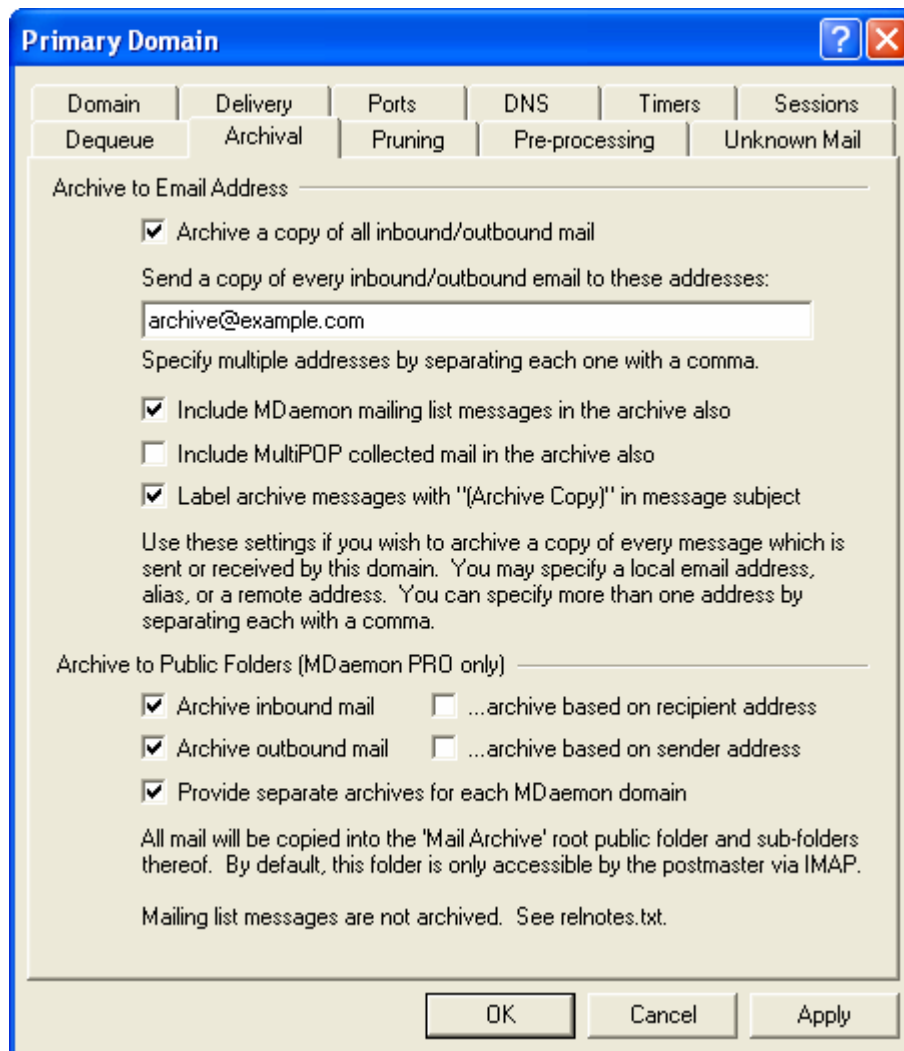 Primary Domain
Domain Delivery Ports DNS Timers Sessions
Dequeue Archival Pruning Pre-processing Unknown Mail
Archive to Email Address
Archive a copy of all inbound/outbound mail
Send a copy of every inbound/outbound email to these addresses:
archive@example.com
Specify multiple addresses by separating each one with a comma.
Include MDaemon mailing list messages in the archive also
Include MultiPOP collected mail in the archive also
Label archive messages with "(Archive Copy)" in message subject
Use these settings if you wish to archive a copy of every message which is
sent or received by this domain. You may specify a local email address,
alias, or a remote address. You can specify more than one address by
separating each with a comma.
Archive to Public Folders (MDaemon PRO only)
Archive inbound mail ...archive based on recipient address
Archive outbound mail ...archive based on sender address
Provide separate archives for each MDaemon domain
All mail will be copied into the 'Mail Archive' root public folder and sub-folders
thereof. By default, this folder is only accessible by the postmaster via IMAP.
Mailing list messages are not archived. See relnotes.txt.
OK Cancel Apply